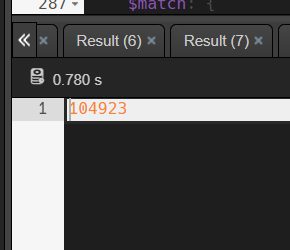 287
$match: {
« × Result (6) × Result (7) ×
0.780 s
1 104923